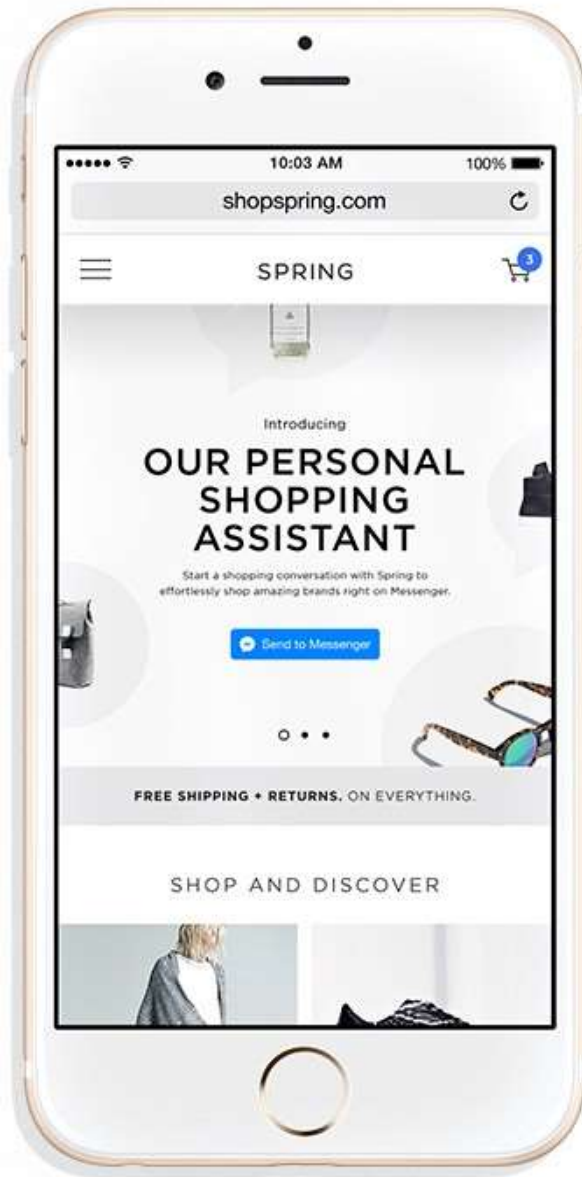 10:03 AM
100%
shopspring.com
SPRING
3
Introducing
OUR PERSONAL
SHOPPING
ASSISTANT
Start a shopping conversation with Spring to
effortlessly shop amazing brands right on Messenger.
Send to Messenger
FREE SHIPPING + RETURNS. ON EVERYTHING.
SHOP AND DISCOVER